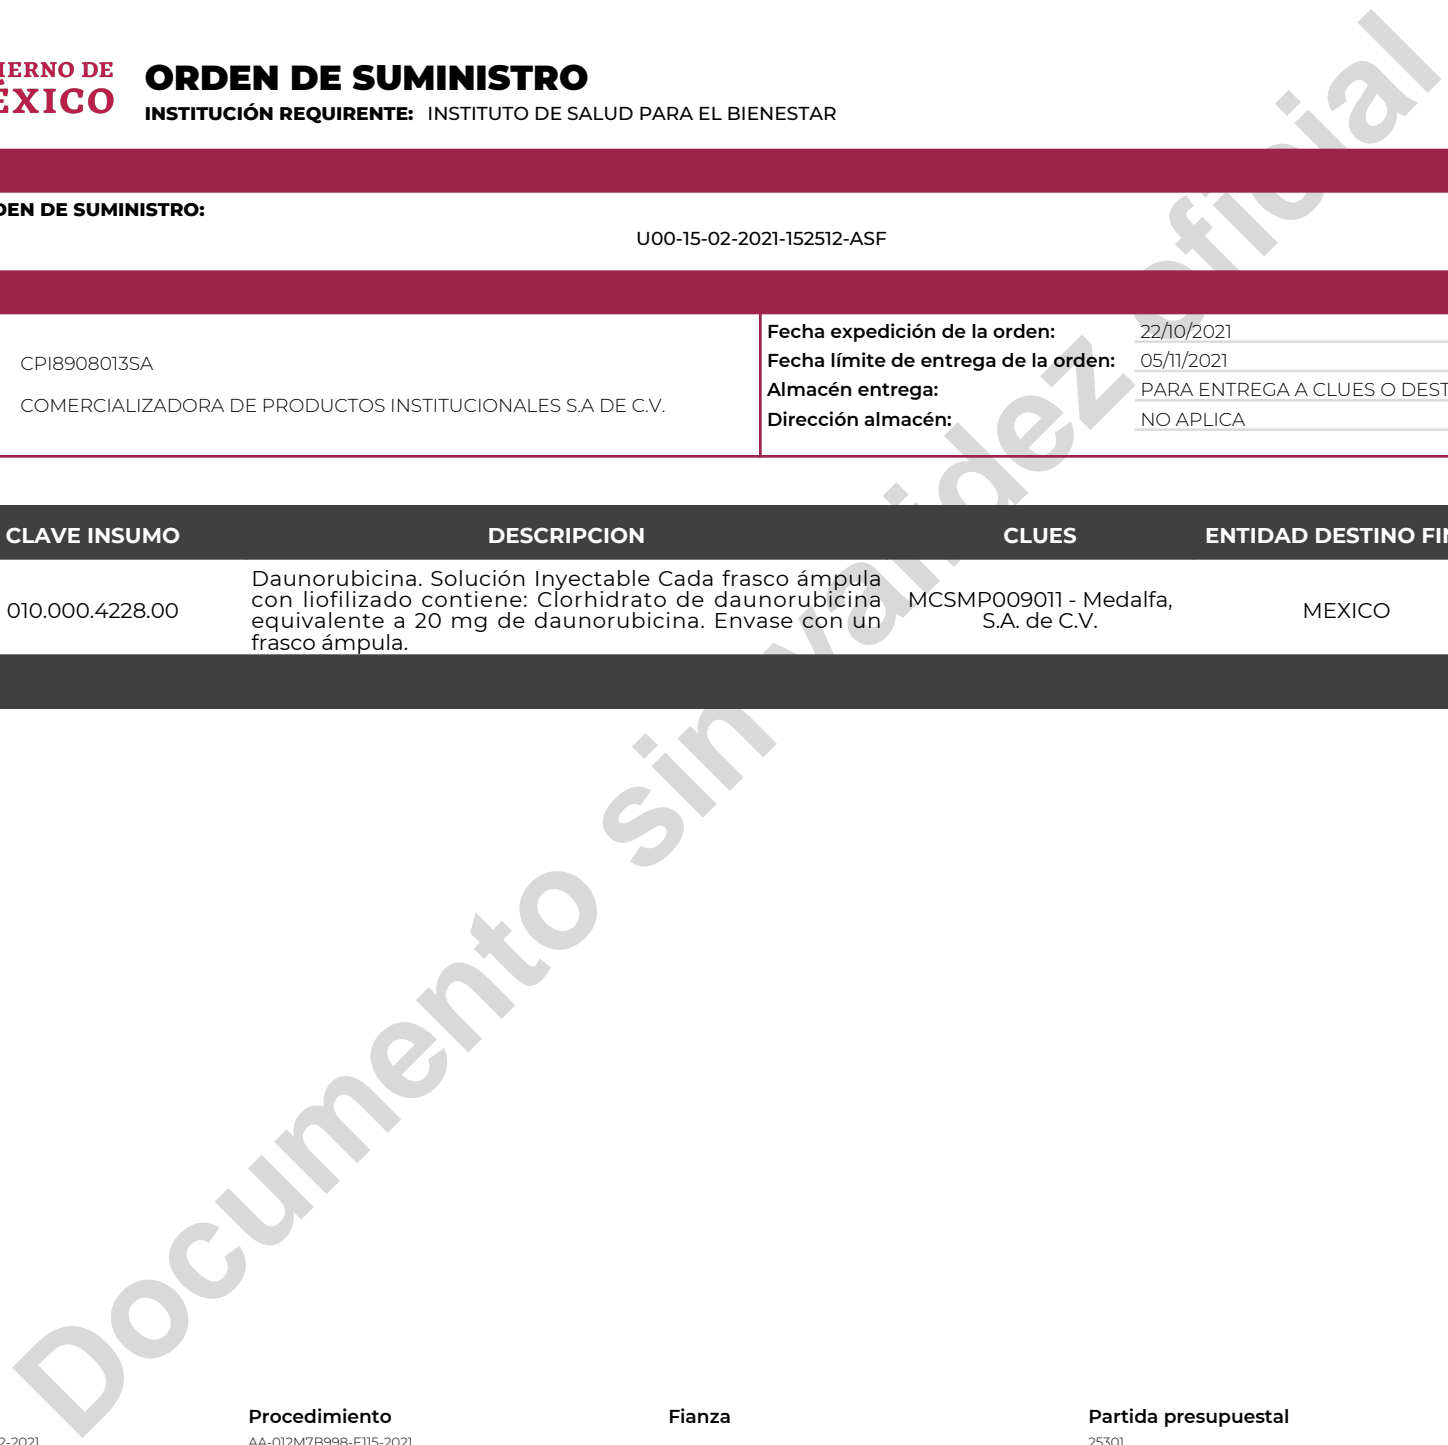 IERNO DE
ÉXICO
ORDEN DE SUMINISTRO
INSTITUCIÓN REQUIRENTE: INSTITUTO DE SALUD PARA EL BIENESTAR
DEN DE SUMINISTRO:
U00-15-02-2021-152512-ASF
CPI8908013SA
COMERCIALIZADORA DE PRODUCTOS INSTITUCIONALES S.A DE C.V.
Fecha expedición de la orden: 22/10/2021
Fecha límite de entrega de la orden: 05/11/2021
Almacén entrega: PARA ENTREGA A CLUES O DEST
Dirección almacén: NO APLICA
CLAVE INSUMO DESCRIPCION CLUES ENTIDAD DESTINO FIN
010.000.4228.00
Daunorubicina. Solución Inyectable Cada frasco ámpula
con liofilizado contiene: Clorhidrato de daunorubicina
equivalente a 20 mg de daunorubicina. Envase con un
frasco ámpula.
MCSMP009011 - Medalfa,
S.A. de C.V.
MEXICO
Documento sin validez oficial
Procedimiento Fianza Partida presupuestal
2-2021 AA-012M7B998-E115-2021 25301